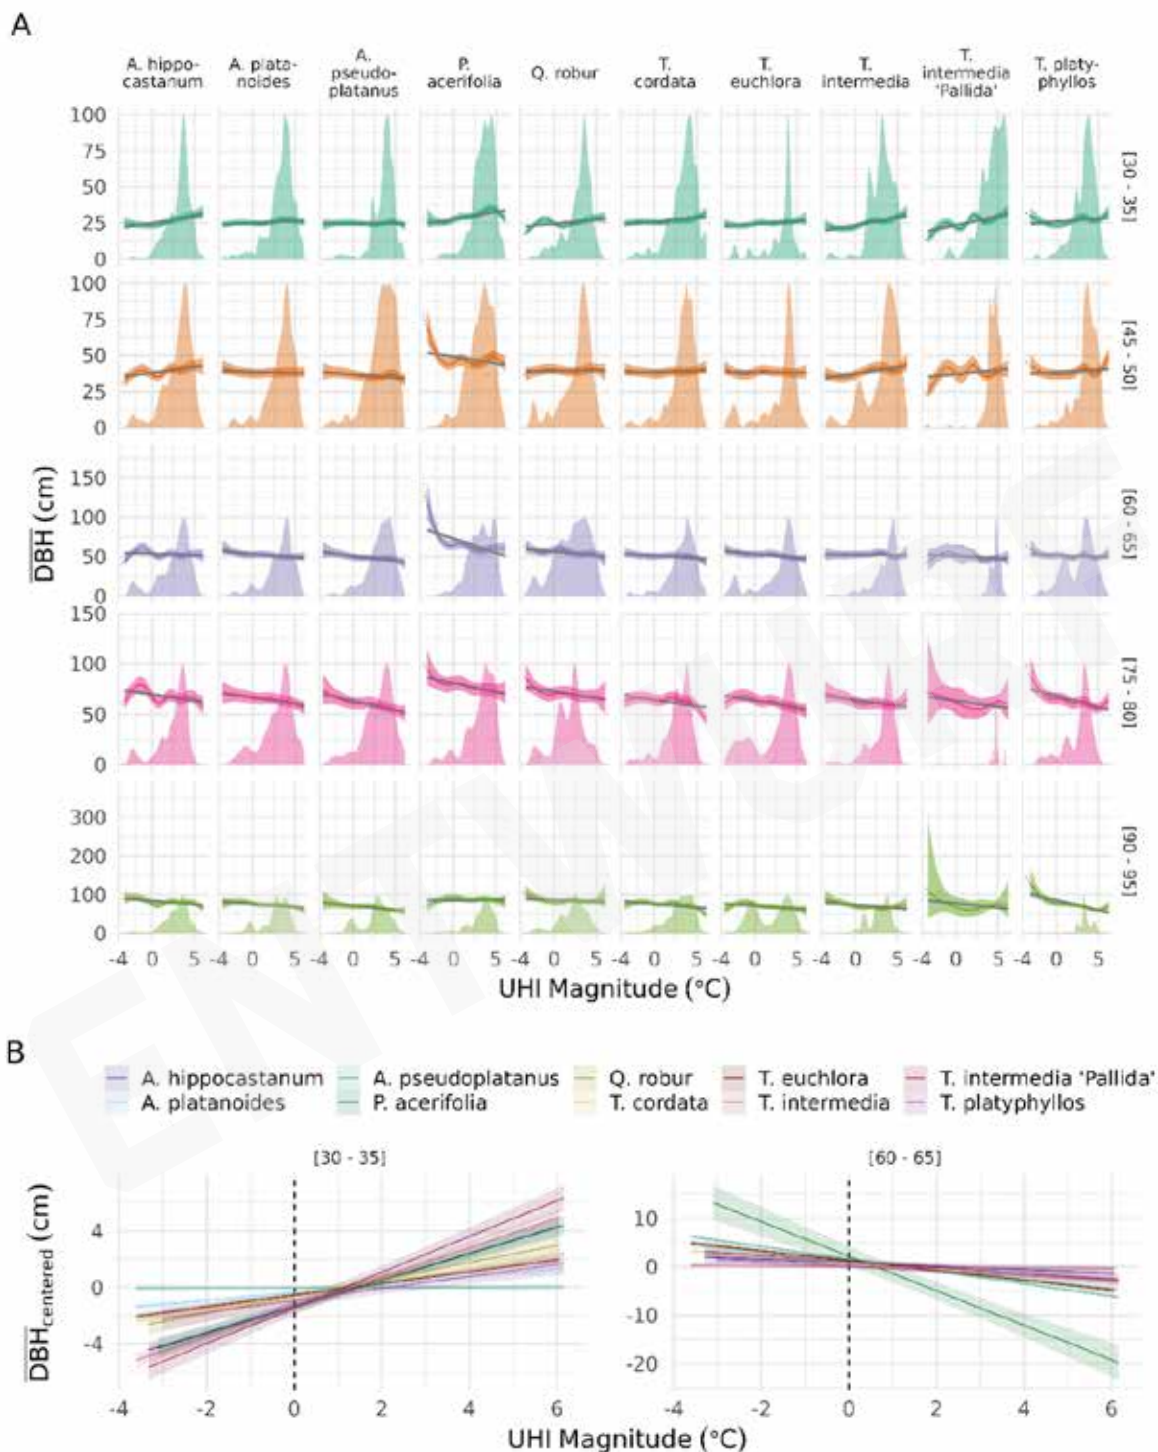 A
A. hippo-
castanum
A. plata-
noides
A.
pseudo-
platanus
P.
acerifolia
Q. robur
T.
cordata
T.
euchlora
T.
intermedia
T.
intermedia
'Pallida'
T. platy-
phyllos
100
75
50
25
0
[30 - 35]
100
75
50
25
0
[45 - 50]
150
100
50
0
[60 - 65]
150
100
50
0
[75 - 80]
300
200
100
0
[90 - 95]
DBH (cm)
-4 0 5 -4 0 5 -4 0 5 -4 0 5 -4 0 5 -4 0 5 -4 0 5 -4 0 5 -4 0 5 -4 0 5
UHI Magnitude (°C)
ENTWURF
B
A. hippocastanum A. pseudoplatanus Q. robur T. euchlora T. intermedia 'Pallida'
A. platanoides P. acerifolia T. cordata T. intermedia T. platyphyllos
[30 - 35] [60 - 65]
DBHcentered (cm)
4
0
-4
10
0
-10
-20
-4 -2 0 2 4 6 -4 -2 0 2 4 6
UHI Magnitude (°C)